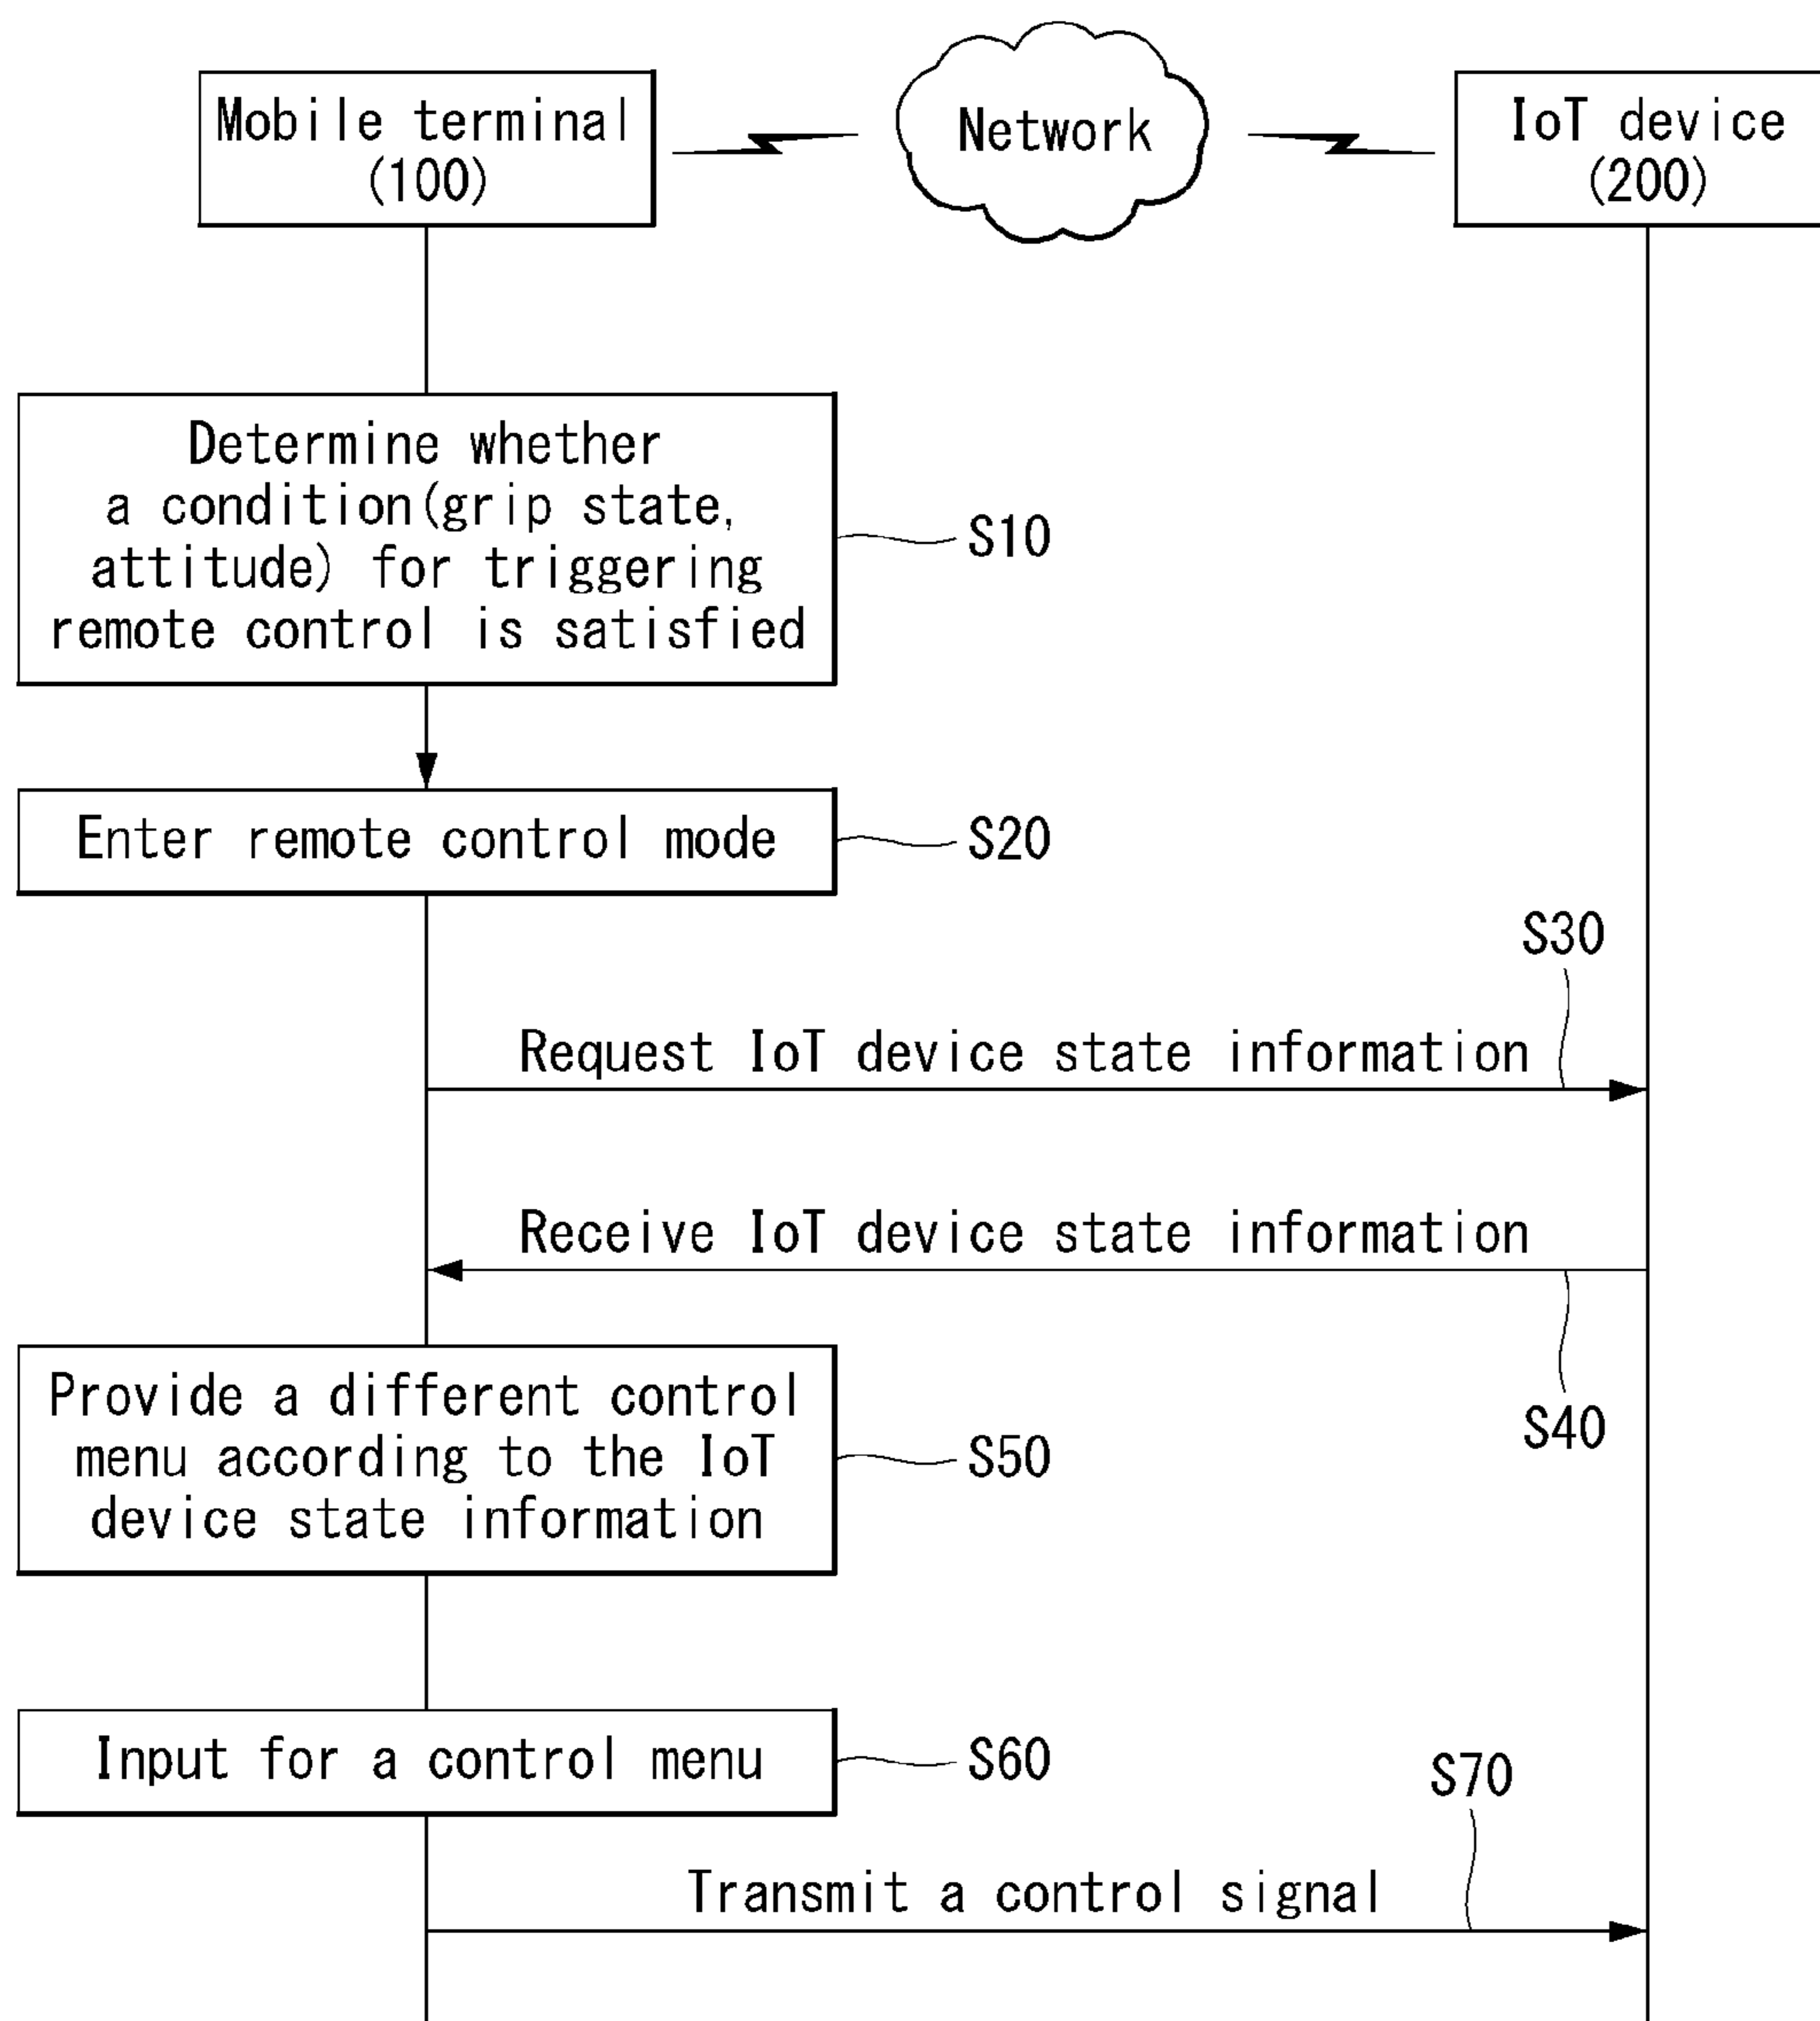 Mobile terminal
(100)
Network
IoT device
(200)
Determine whether
a condition(grip state,
attitude) for triggering
remote control is satisfied
S10
Enter remote control mode
S20
S30
Request IoT device state information
Receive IoT device state information
S40
Provide a different control
menu according to the IoT
device state information
S50
Input for a control menu
S60
S70
Transmit a control signal